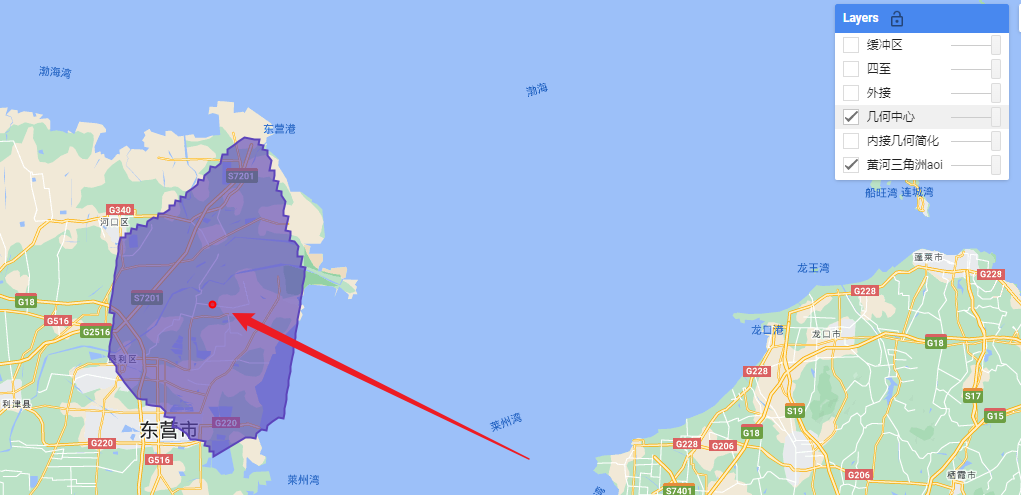 Layers
缓冲区
四至
外接
几何中心
内接几何简化
黄河三角洲aoi
渤海湾
渤海
东营港
S7201
G340
河口区
船旺湾
连城湾
蓬莱市
龙王湾
G228
G228
S7201
G18
G516
G2516
龙口港
龙口市
G18
垦利区
G228
利津县
S17
S19
G15
东营市
G220
莱州湾
G18
G220
G228
G206
G516
莱州湾
G206
栖霞市
S7401